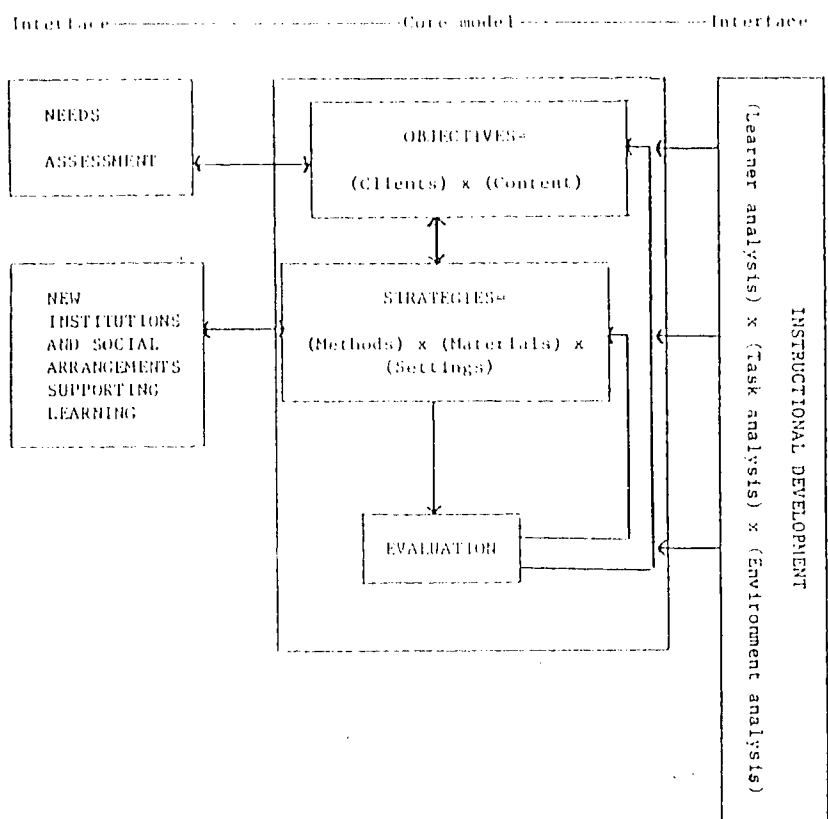 Interface Core model Interface
NEEDS
ASSESSMENT
OBJECTIVES=
(Clients) x (Content)
NEW
INSTITUTIONS
AND SOCIAL
ARRANGEMENTS
SUPPORTING
LEARNING
STRATEGIES=
(Methods) x (Materials) x
(Settings)
EVALUATION
INSTRUCTIONAL DEVELOPMENT
(Learner analysis) x (Task analysis) x (Environment analysis)